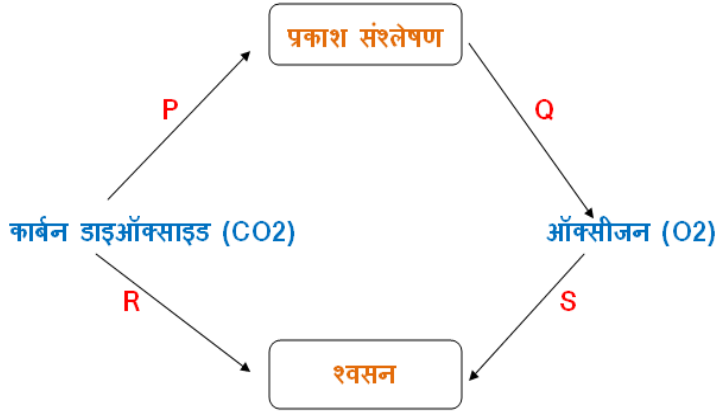 प्रकाश संश्लेषण
P
Q
कार्बन डाइऑक्साइड (CO2)
ऑक्सीजन (O2)
R
S
श्वसन